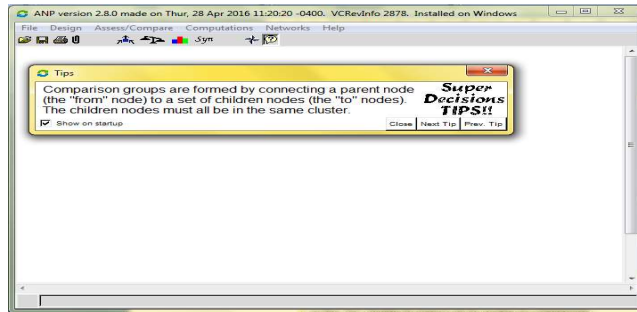 ANP version 2.8.0 made on Thur, 28 Apr 2016 11:20:20 -0400. VCRevInfo 2878. Installed on Windows
File Design Assess/Compare Computations Networks Help
Syn
Tips
Comparison groups are formed by connecting a parent node
(the "from" node) to a set of children nodes (the "to" nodes).
The children nodes must all be in the same cluster.
Super
Decisions
TIPS!!
Show on startup
Close Next Tip Prev. Tip